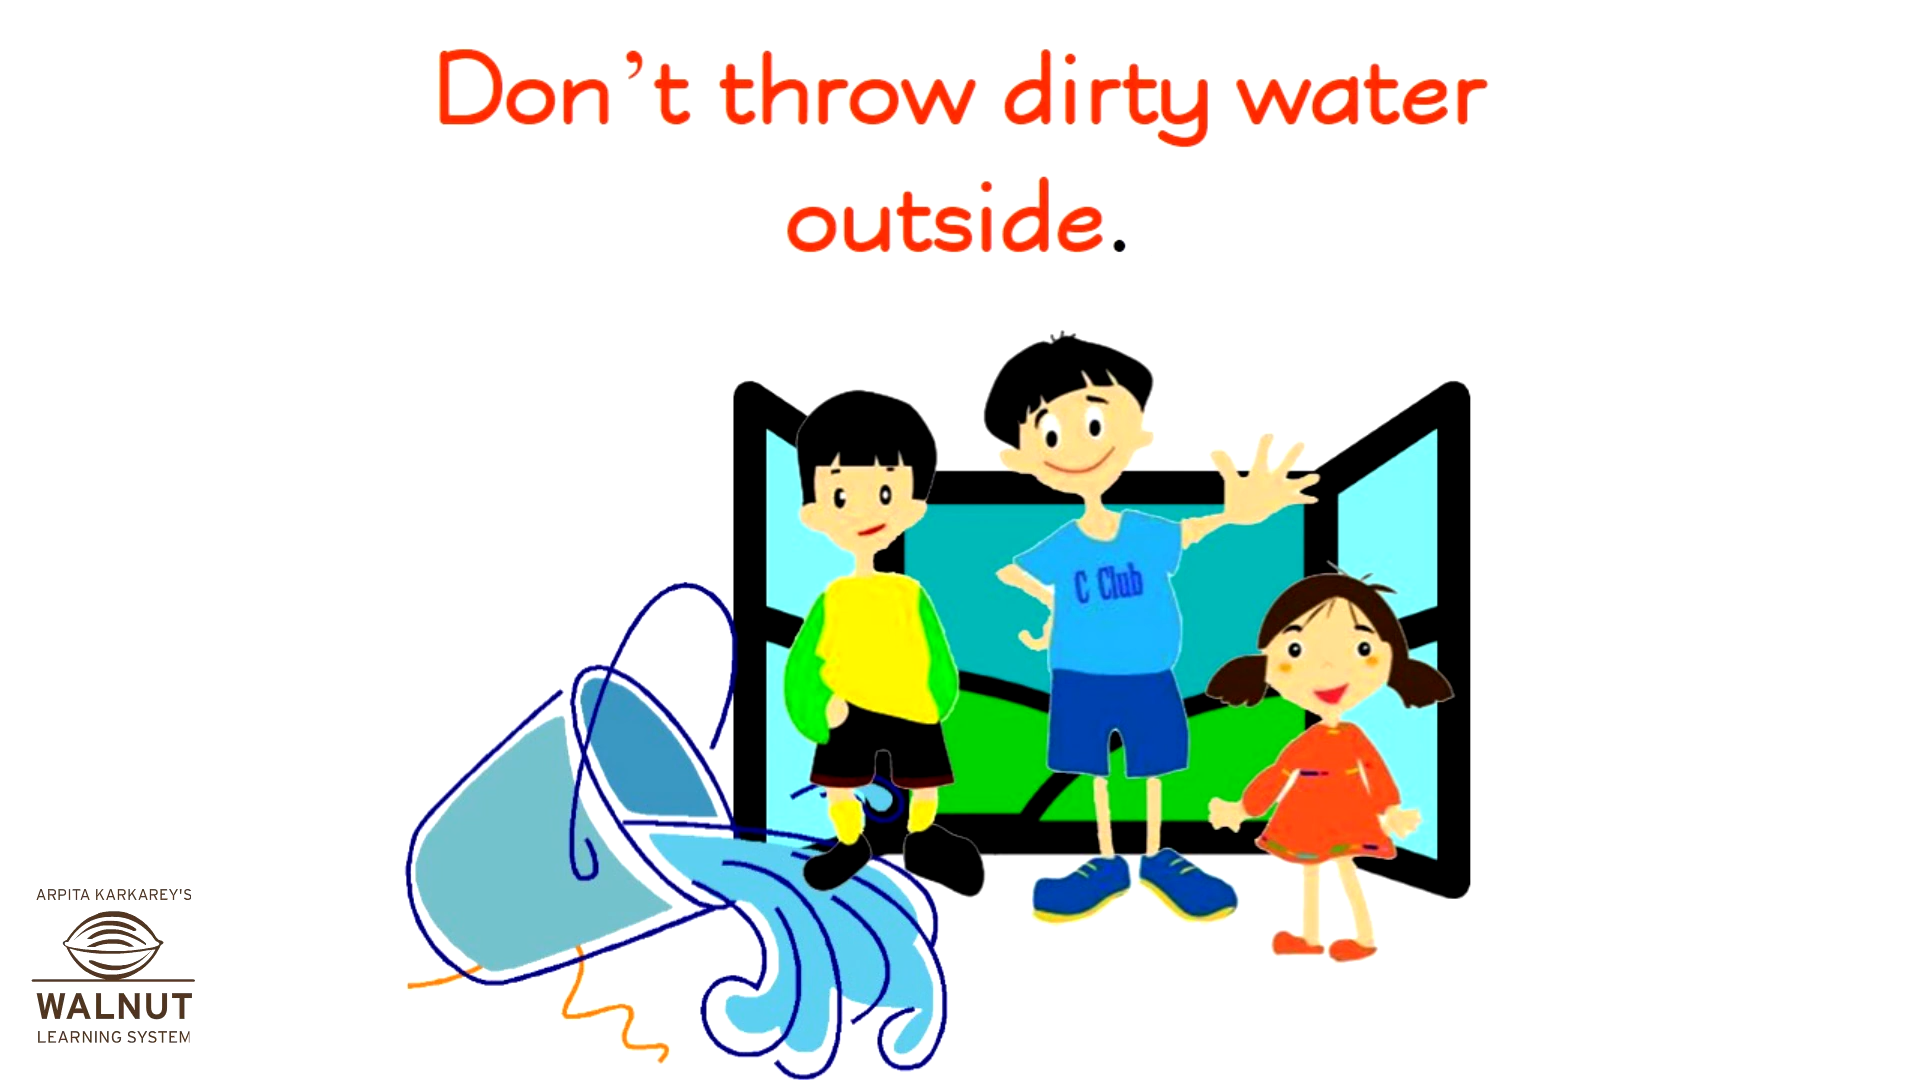 Don't throw dirty water
outside.
C Club
ARPITA KARKAREY'S
WALNUT
LEARNING SYSTEM